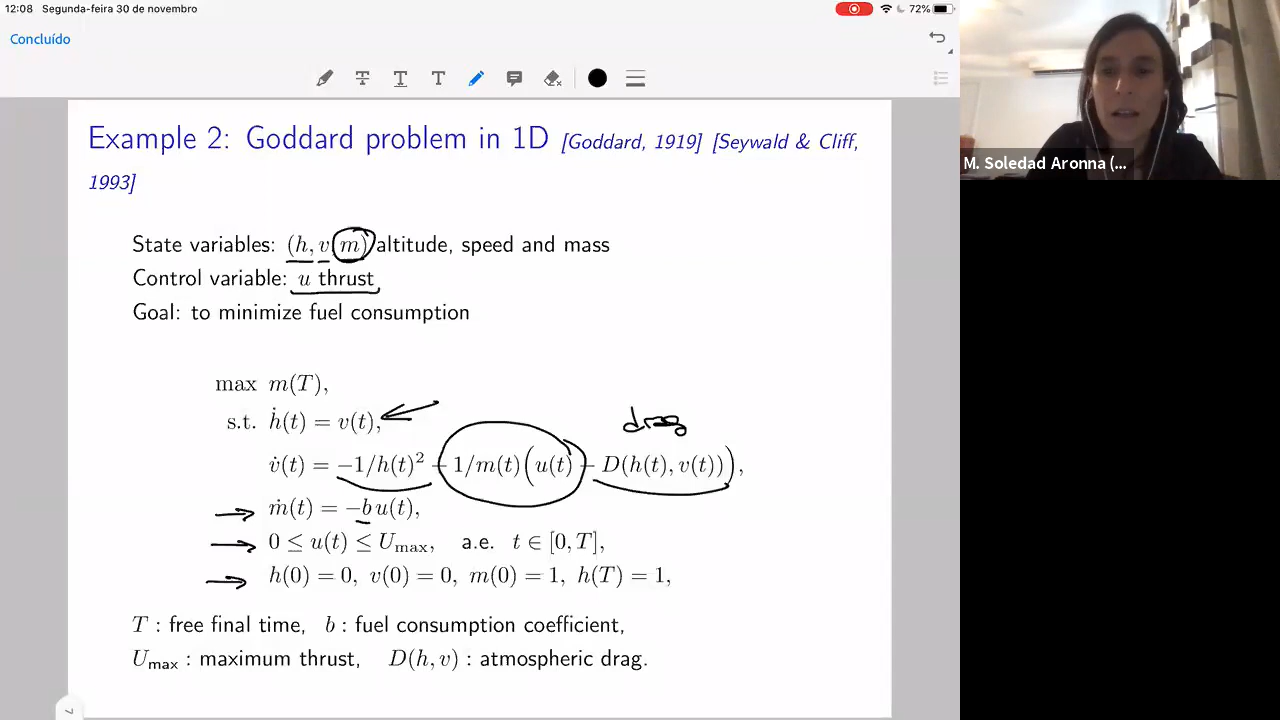 12:08 Segunda-feira 30 de novembro 72%
Concluído
Example 2: Goddard problem in 1D [Goddard, 1919] [Seywald & Cliff,
1993]
State variables: (h, v, m) altitude, speed and mass
Control variable: u thrust
Goal: to minimize fuel consumption
max m(T),
s.t. ḣ(t) = v(t),
drag
v̇(t) = −1/h(t)² + 1/m(t)(u(t) − D(h(t), v(t))),
ṁ(t) = −b u(t),
0 ≤ u(t) ≤ U_max, a.e. t ∈ [0, T],
h(0) = 0, v(0) = 0, m(0) = 1, h(T) = 1,
T : free final time, b : fuel consumption coefficient,
U_max : maximum thrust, D(h, v) : atmospheric drag.
7
M. Soledad Aronna (...